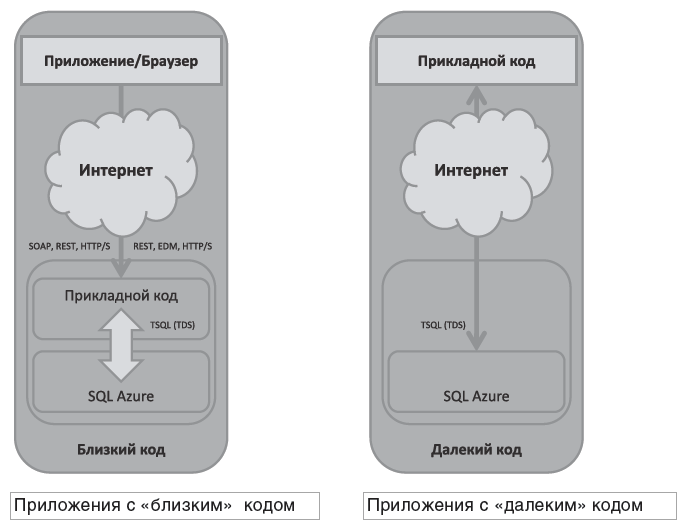 Приложение/Браузер
Интернет
SOAP, REST, HTTP/S
REST, EDM, HTTP/S
Прикладной код
TSQL (TDS)
SQL Azure
Близкий код
Приложения с «близким» кодом
Прикладной код
Интернет
TSQL (TDS)
SQL Azure
Далекий код
Приложения с «далеким» кодом